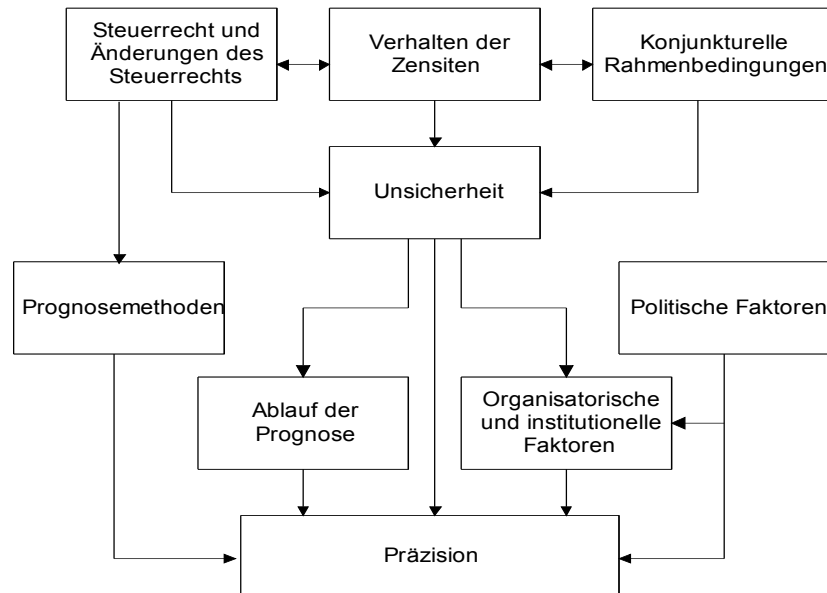 Steuerrecht und
Änderungen des
Steuerrechts
Verhalten der
Zensiten
Konjunkturelle
Rahmenbedingungen
Unsicherheit
Prognosemethoden
Politische Faktoren
Ablauf der
Prognose
Organisatorische
und institutionelle
Faktoren
Präzision